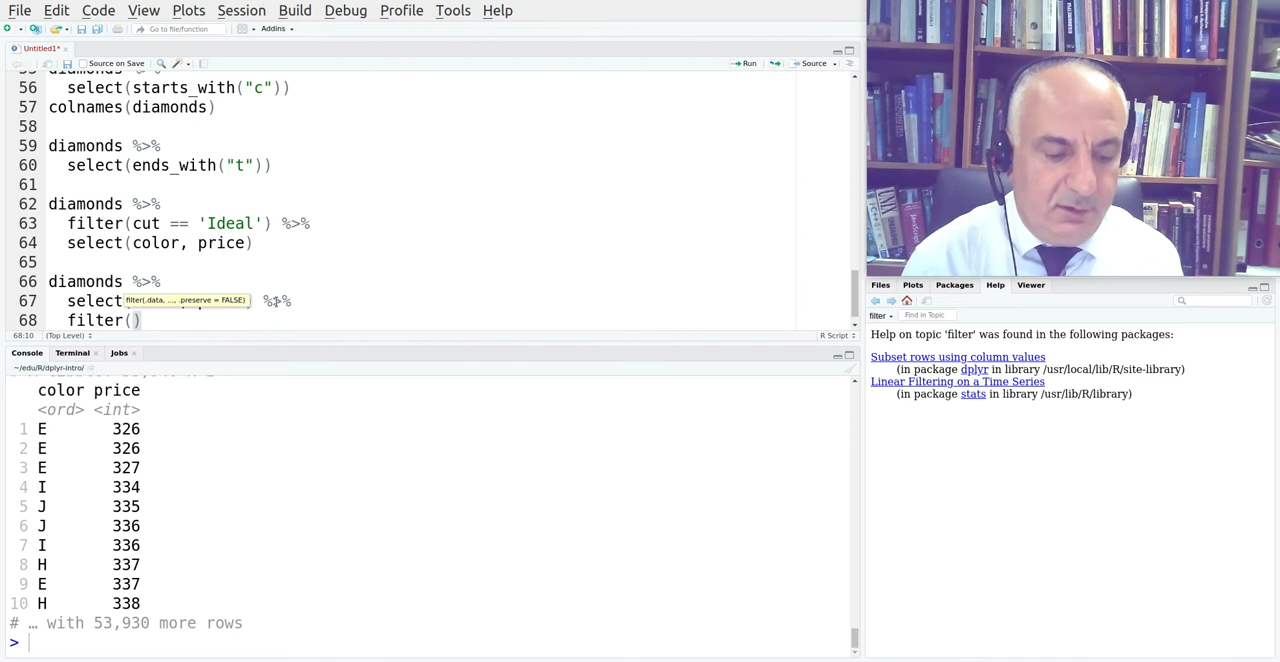 File Edit Code View Plots Session Build Debug Profile Tools Help
Go to file/function Addins
Untitled1*
Source on Save Run Source
56 select(starts_with("c"))
57 colnames(diamonds)
58
59 diamonds %>%
60 select(ends_with("t"))
61
62 diamonds %>%
63 filter(cut == 'Ideal') %>%
64 select(color, price)
65
66 diamonds %>%
67 select
filter(.data, ..., .preserve = FALSE)
68 filter()
68:10 (Top Level) R Script
Console Terminal Jobs
~/edu/R/dplyr-intro/
color price
<ord> <int>
1 E 326
2 E 326
3 E 327
4 I 334
5 J 335
6 J 336
7 I 336
8 H 337
9 E 337
10 H 338
# … with 53,930 more rows
>
Files Plots Packages Help Viewer
filter Find in Topic
Help on topic 'filter' was found in the following packages:
Subset rows using column values
(in package dplyr in library /usr/local/lib/R/site-library)
Linear Filtering on a Time Series
(in package stats in library /usr/lib/R/library)